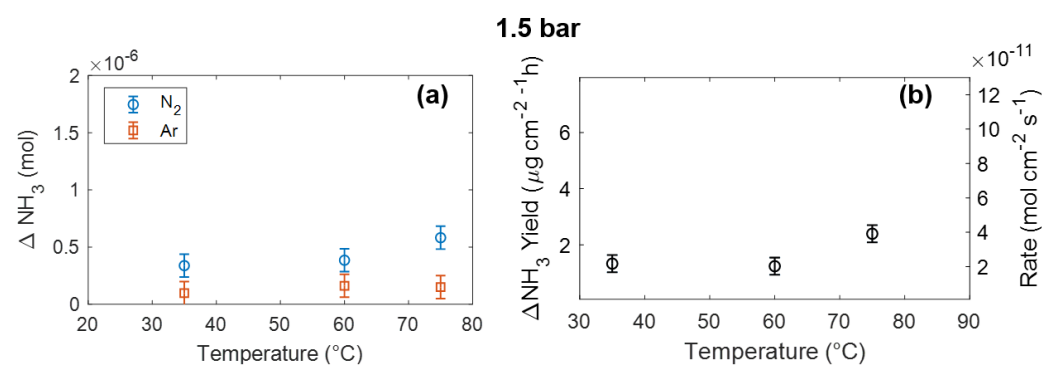 1.5 bar
×10⁻⁶
2
1.5
1
0.5
0
Δ NH₃ (mol)
(a)
N₂
Ar
20 30 40 50 60 70 80
Temperature (°C)
×10⁻¹¹
(b)
6
4
2
ΔNH₃ Yield (μg cm⁻² ⁻¹h)
12
10
8
6
4
2
Rate (mol cm⁻² s⁻¹)
30 40 50 60 70 80 90
Temperature (°C)